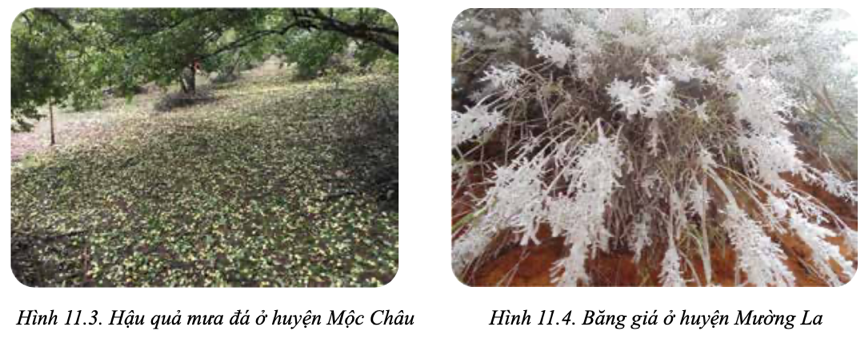 Hình 11.3. Hậu quả mưa đá ở huyện Mộc Châu
Hình 11.4. Băng giá ở huyện Mường La